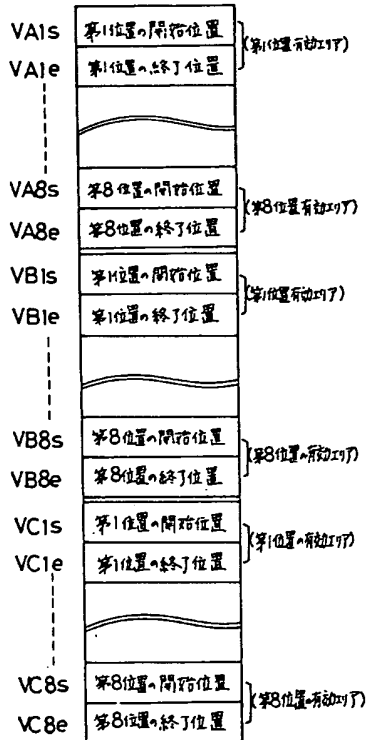 VA1s 第1位置の開始位置
(第1位置有効エリア)
VA1e 第1位置の終了位置
VA8s 第8位置の開始位置
(第8位置有効エリア)
VA8e 第8位置の終了位置
VB1s 第1位置の開始位置
(第1位置有効エリア)
VB1e 第1位置の終了位置
VB8s 第8位置の開始位置
(第8位置の有効エリア)
VB8e 第8位置の終了位置
VC1s 第1位置の開始位置
(第1位置の有効エリア)
VC1e 第1位置の終了位置
VC8s 第8位置の開始位置
(第8位置の有効エリア)
VC8e 第8位置の終了位置